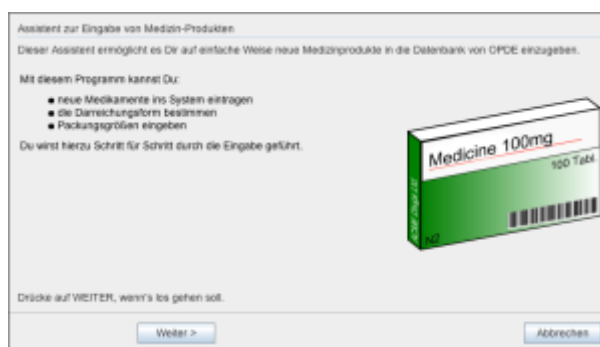 Assistent zur Eingabe von Medizin-Produkten
Dieser Assistent ermöglicht es Dir auf einfache Weise neue Medizinprodukte in die Datenbank von OPDE einzugeben.
Mit diesem Programm kannst Du:
● neue Medikamente ins System eintragen
● die Darreichungsform bestimmen
● Packungsgrößen eingeben
Du wirst hierzu Schritt für Schritt durch die Eingabe geführt.
Medicine 100mg
100 Tabl.
N2
Drücke auf WEITER, wenn's los gehen soll.
Weiter >
Abbrechen